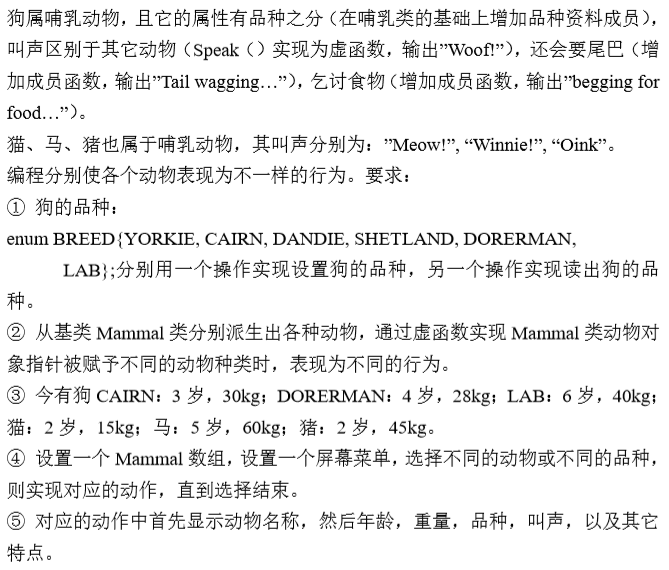 狗属哺乳动物，且它的属性有品种之分（在哺乳类的基础上增加品种资料成员），
叫声区别于其它动物（Speak（）实现为虚函数，输出”Woof!”），还会要尾巴（增
加成员函数，输出”Tail wagging…”），乞讨食物（增加成员函数，输出”begging for
food…”）。
猫、马、猪也属于哺乳动物，其叫声分别为：”Meow!”, “Winnie!”, “Oink”。
编程分别使各个动物表现为不一样的行为。要求：
① 狗的品种：
enum BREED{YORKIE, CAIRN, DANDIE, SHETLAND, DORERMAN,
LAB};分别用一个操作实现设置狗的品种，另一个操作实现读出狗的品
种。
② 从基类 Mammal 类分别派生出各种动物，通过虚函数实现 Mammal 类动物对
象指针被赋予不同的动物种类时，表现为不同的行为。
③ 今有狗 CAIRN：3 岁，30kg；DORERMAN：4 岁，28kg；LAB：6 岁，40kg；
猫：2 岁，15kg；马：5 岁，60kg；猪：2 岁，45kg。
④ 设置一个 Mammal 数组，设置一个屏幕菜单，选择不同的动物或不同的品种，
则实现对应的动作，直到选择结束。
⑤ 对应的动作中首先显示动物名称，然后年龄，重量，品种，叫声，以及其它
特点。